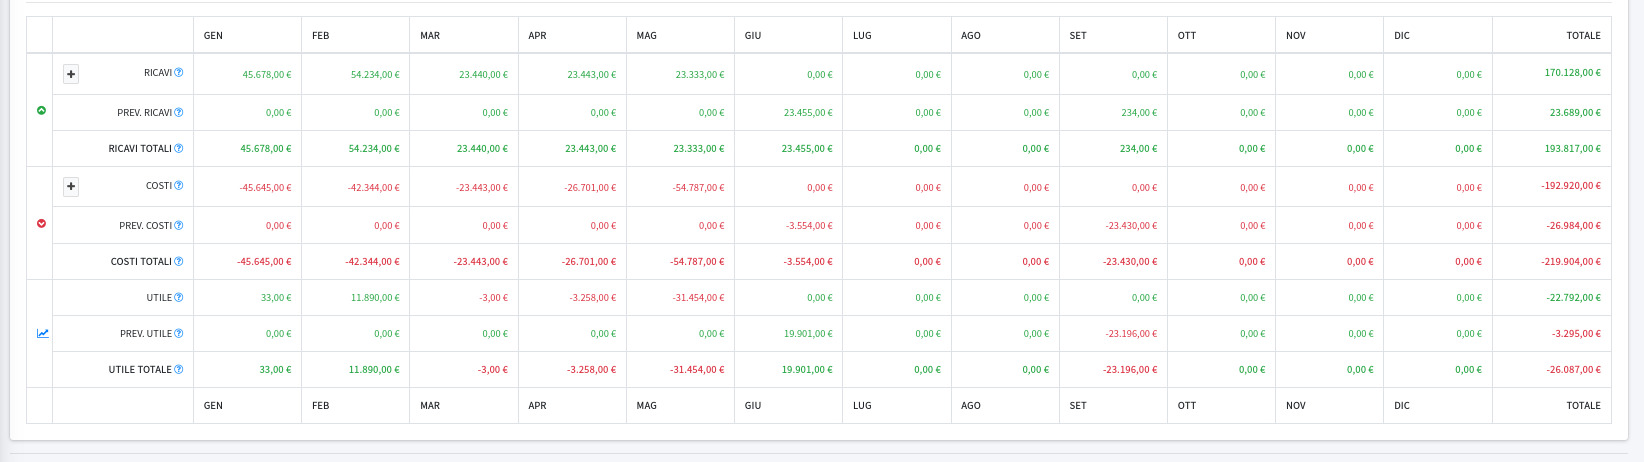 GEN FEB MAR APR MAG GIU LUG AGO SET OTT NOV DIC TOTALE
RICAVI 45.678,00 € 54.234,00 € 23.440,00 € 23.443,00 € 23.333,00 € 0,00 € 0,00 € 0,00 € 0,00 € 0,00 € 0,00 € 0,00 € 170.128,00 €
PREV. RICAVI 0,00 € 0,00 € 0,00 € 0,00 € 0,00 € 23.455,00 € 0,00 € 0,00 € 234,00 € 0,00 € 0,00 € 0,00 € 23.689,00 €
RICAVI TOTALI 45.678,00 € 54.234,00 € 23.440,00 € 23.443,00 € 23.333,00 € 23.455,00 € 0,00 € 0,00 € 234,00 € 0,00 € 0,00 € 0,00 € 193.817,00 €
COSTI -45.645,00 € -42.344,00 € -23.443,00 € -26.701,00 € -54.787,00 € 0,00 € 0,00 € 0,00 € 0,00 € 0,00 € 0,00 € 0,00 € -192.920,00 €
PREV. COSTI 0,00 € 0,00 € 0,00 € 0,00 € 0,00 € -3.554,00 € 0,00 € 0,00 € -23.430,00 € 0,00 € 0,00 € 0,00 € -26.984,00 €
COSTI TOTALI -45.645,00 € -42.344,00 € -23.443,00 € -26.701,00 € -54.787,00 € -3.554,00 € 0,00 € 0,00 € -23.430,00 € 0,00 € 0,00 € 0,00 € -219.904,00 €
UTILE 33,00 € 11.890,00 € -3,00 € -3.258,00 € -31.454,00 € 0,00 € 0,00 € 0,00 € 0,00 € 0,00 € 0,00 € 0,00 € -22.792,00 €
PREV. UTILE 0,00 € 0,00 € 0,00 € 0,00 € 0,00 € 19.901,00 € 0,00 € 0,00 € -23.196,00 € 0,00 € 0,00 € 0,00 € -3.295,00 €
UTILE TOTALE 33,00 € 11.890,00 € -3,00 € -3.258,00 € -31.454,00 € 19.901,00 € 0,00 € 0,00 € -23.196,00 € 0,00 € 0,00 € 0,00 € -26.087,00 €
GEN FEB MAR APR MAG GIU LUG AGO SET OTT NOV DIC TOTALE